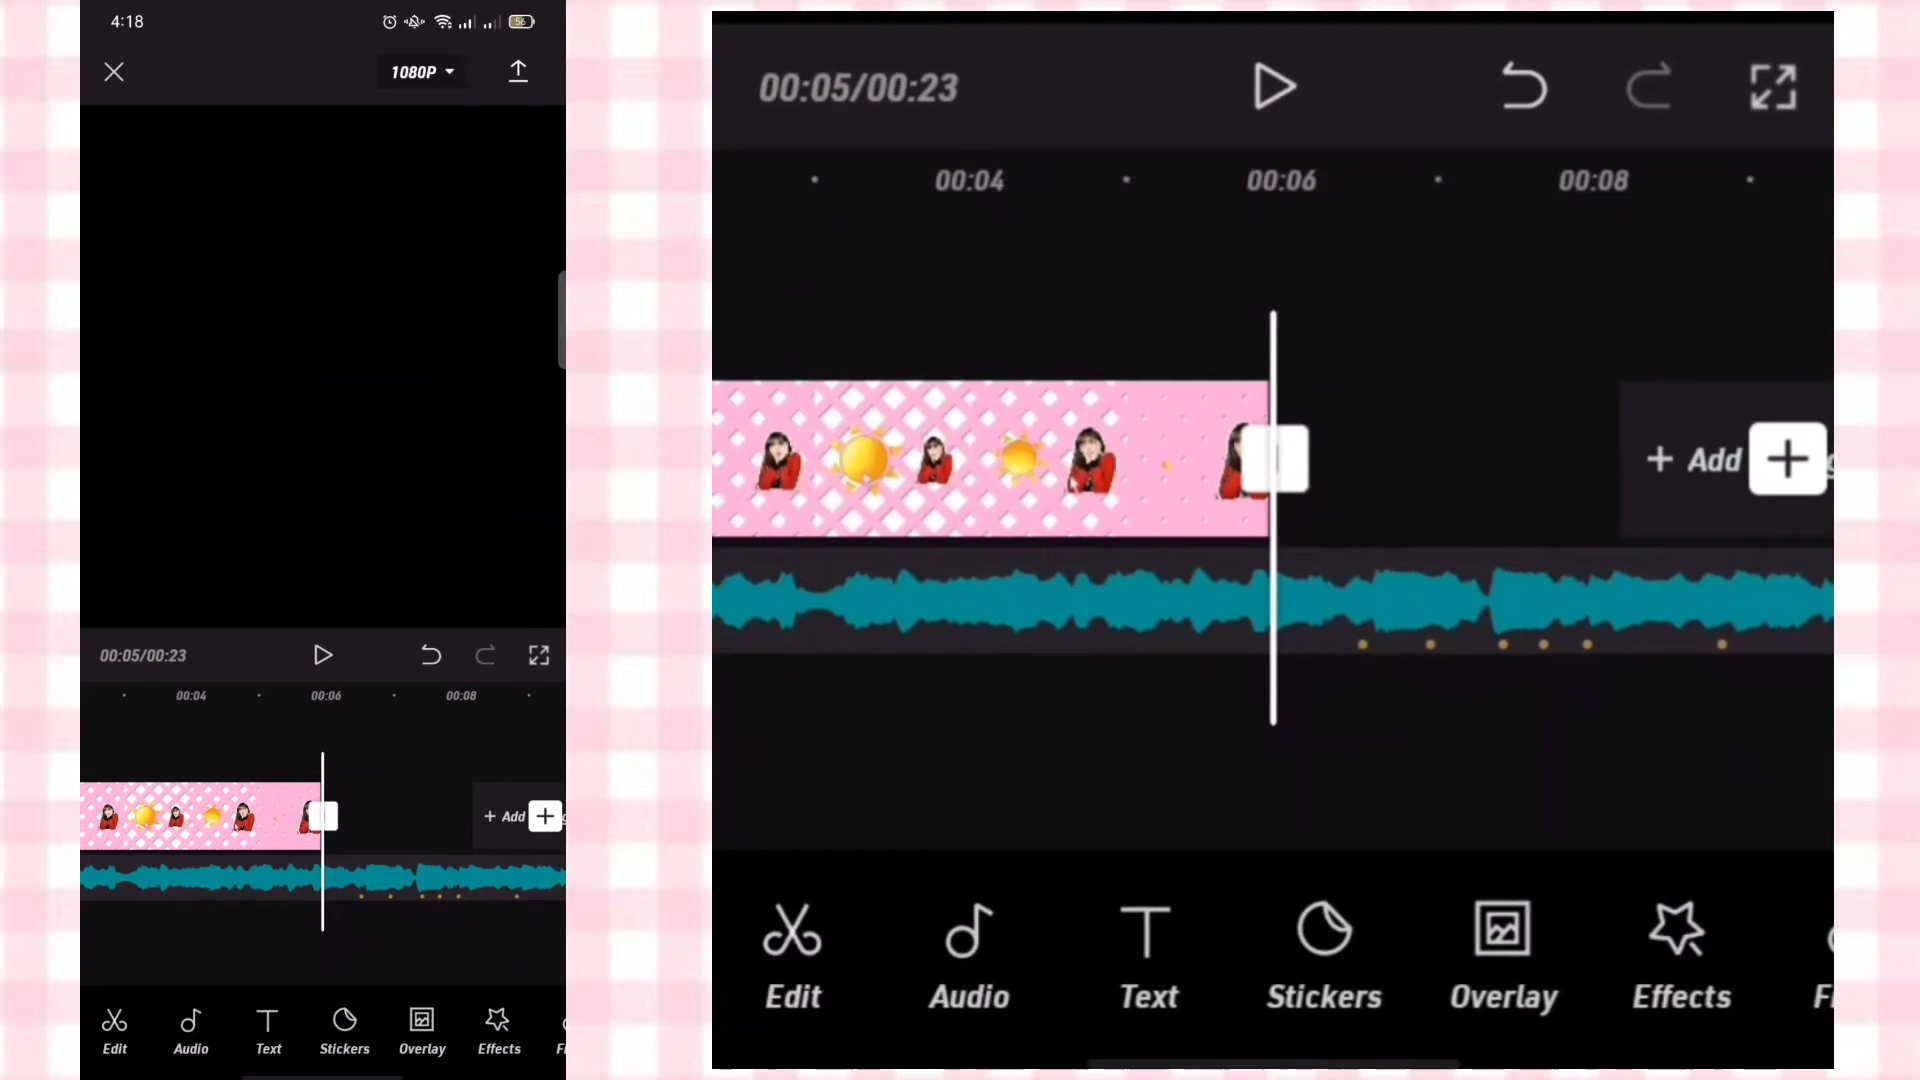 4:18
56
1080P
00:05/00:23
00:04
00:06
00:08
+ Add
Edit
Audio
Text
Stickers
Overlay
Effects
00:05/00:23
00:04
00:06
00:08
+ Add
Edit
Audio
Text
Stickers
Overlay
Effects